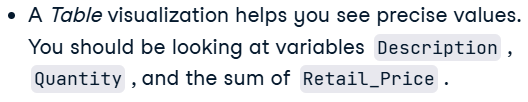 • A Table visualization helps you see precise values.
You should be looking at variables Description ,
Quantity , and the sum of Retail_Price .